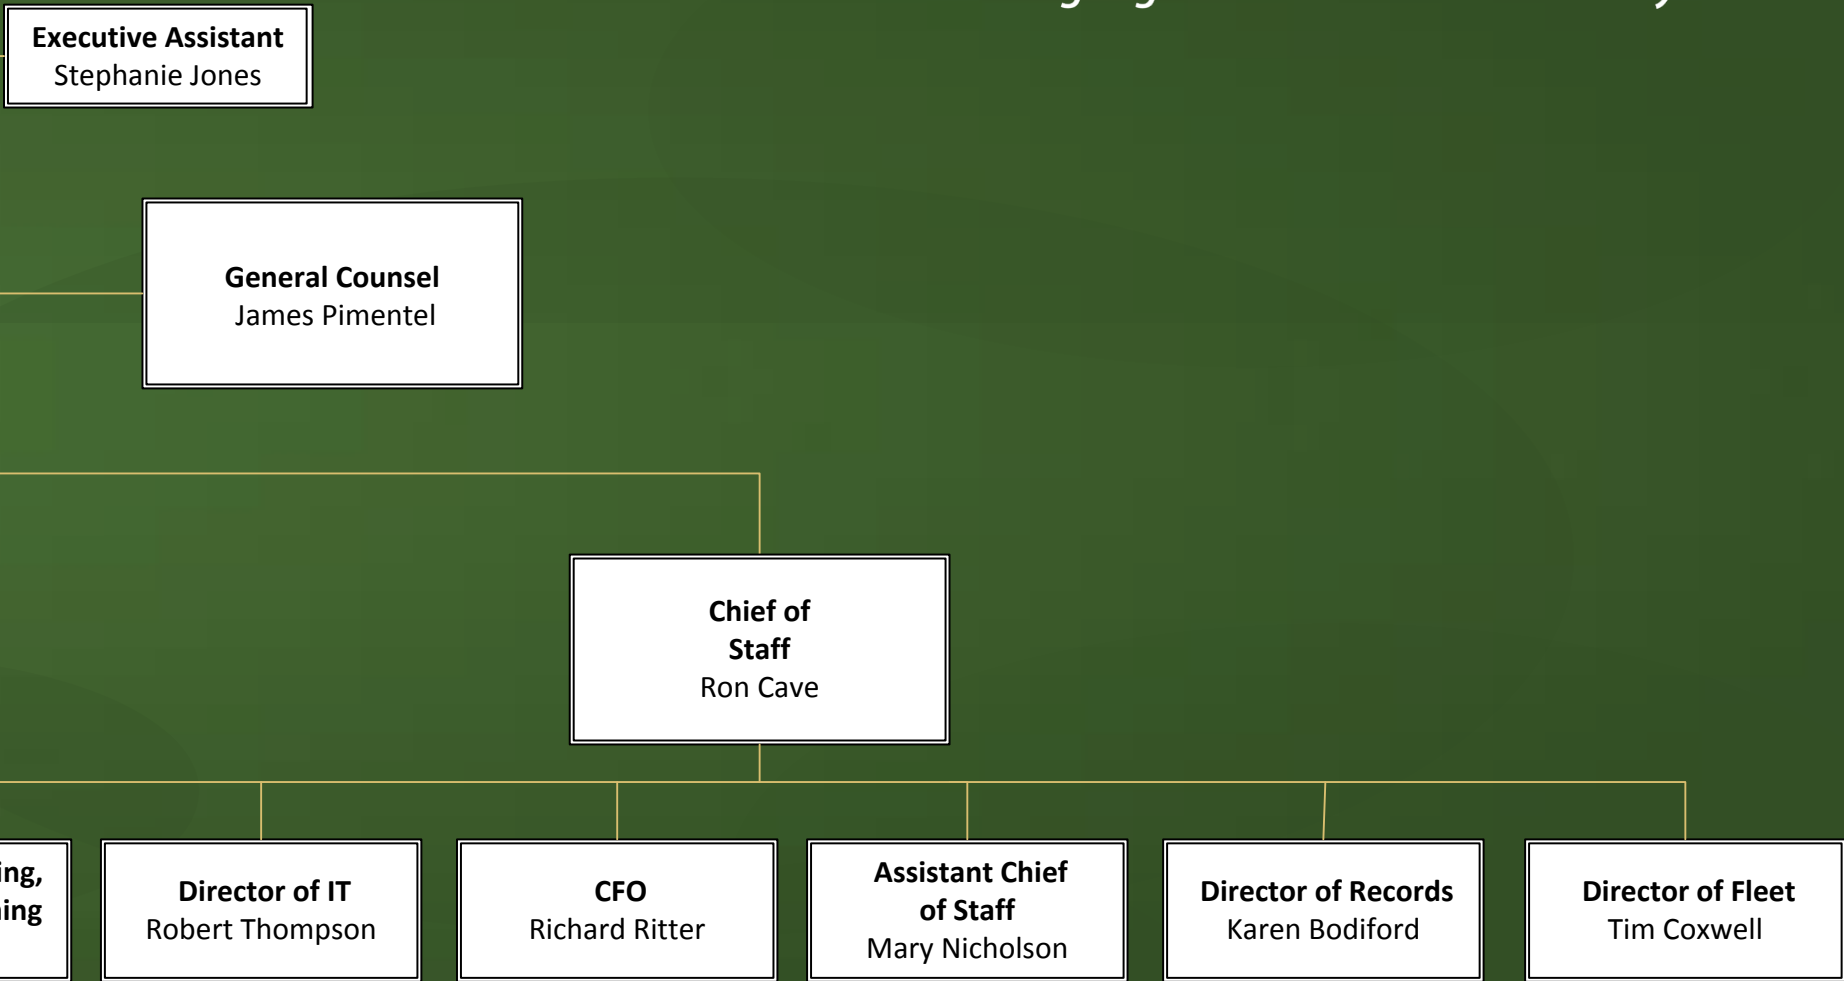 Executive Assistant
Stephanie Jones
General Counsel
James Pimentel
Chief of
Staff
Ron Cave
Director of IT
Robert Thompson
CFO
Richard Ritter
Assistant Chief
of Staff
Mary Nicholson
Director of Records
Karen Bodiford
Director of Fleet
Tim Coxwell